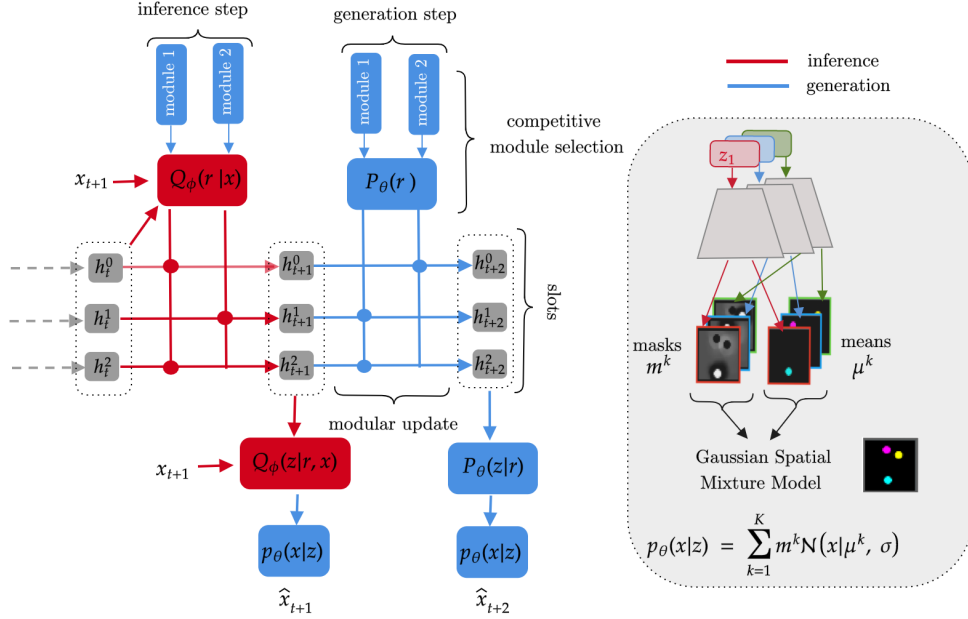 inference step
generation step
module 1
module 2
module 1
module 2
competitive
module selection
x_{t+1}
Q_ϕ(r |x)
P_θ(r )
h_t^0
h_{t+1}^0
h_{t+2}^0
h_t^1
h_{t+1}^1
h_{t+2}^1
h_t^2
h_{t+1}^2
h_{t+2}^2
slots
modular update
x_{t+1}
Q_ϕ(z|r, x)
P_θ(z|r)
p_θ(x|z)
p_θ(x|z)
x̂_{t+1}
x̂_{t+2}
inference
generation
z_1
masks
m^k
means
μ^k
Gaussian Spatial
Mixture Model
p_θ(x|z) = ∑_{k=1}^{K} m^k N(x|μ^k, σ)